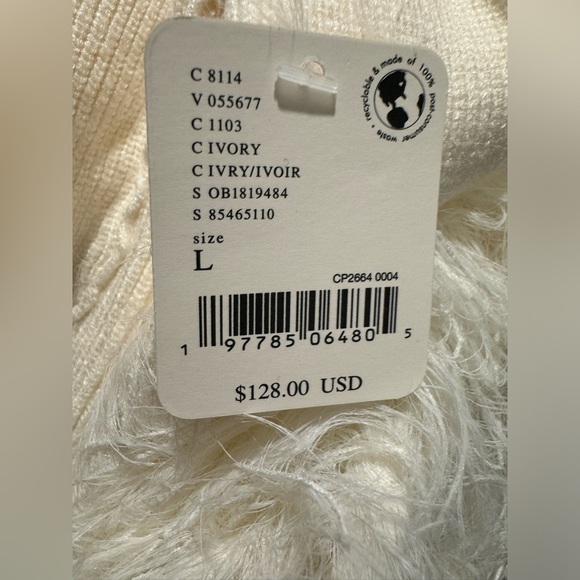 C 8114
V 055677
C 1103
C IVORY
C IVRY/IVOIR
S OB1819484
S 85465110
size
L
recyclable & made of 100% post-consumer waste •
CP2664 0004
1 97785 06480 5
$128.00 USD